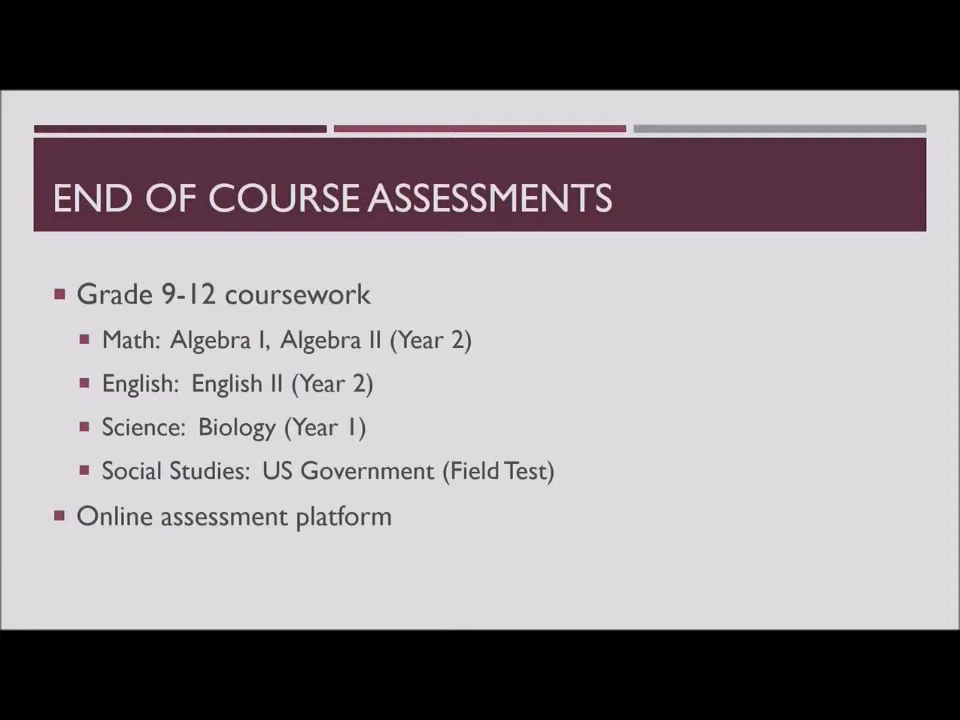 END OF COURSE ASSESSMENTS
Grade 9-12 coursework
Math: Algebra I, Algebra II (Year 2)
English: English II (Year 2)
Science: Biology (Year 1)
Social Studies: US Government (Field Test)
Online assessment platform